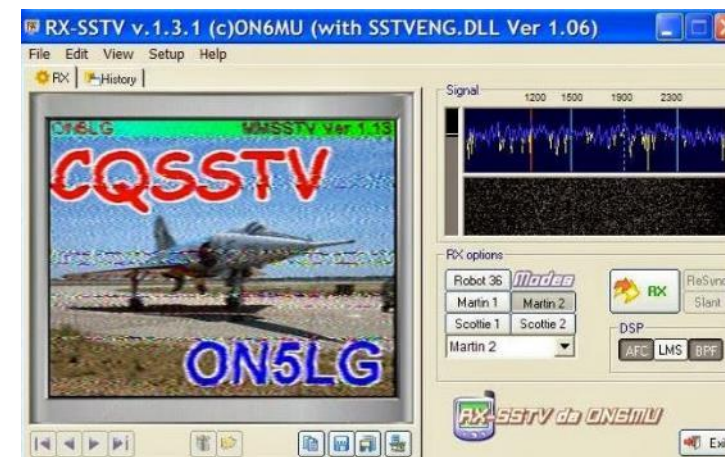 RX-SSTV v.1.3.1 (c)ON6MU (with SSTVENG.DLL Ver 1.06)
File Edit View Setup Help
RX History
ON5LG MMSSTV Ver 1.13
CQSSTV
ON5LG
Signal
1200 1500 1900 2300
RX options
Robot 36 Modes
Martin 1 Martin 2
Scottie 1 Scottie 2
Martin 2
RX
ReSync
Slant
DSP
AFC LMS BPF
RX-SSTV da ON6MU
Exi